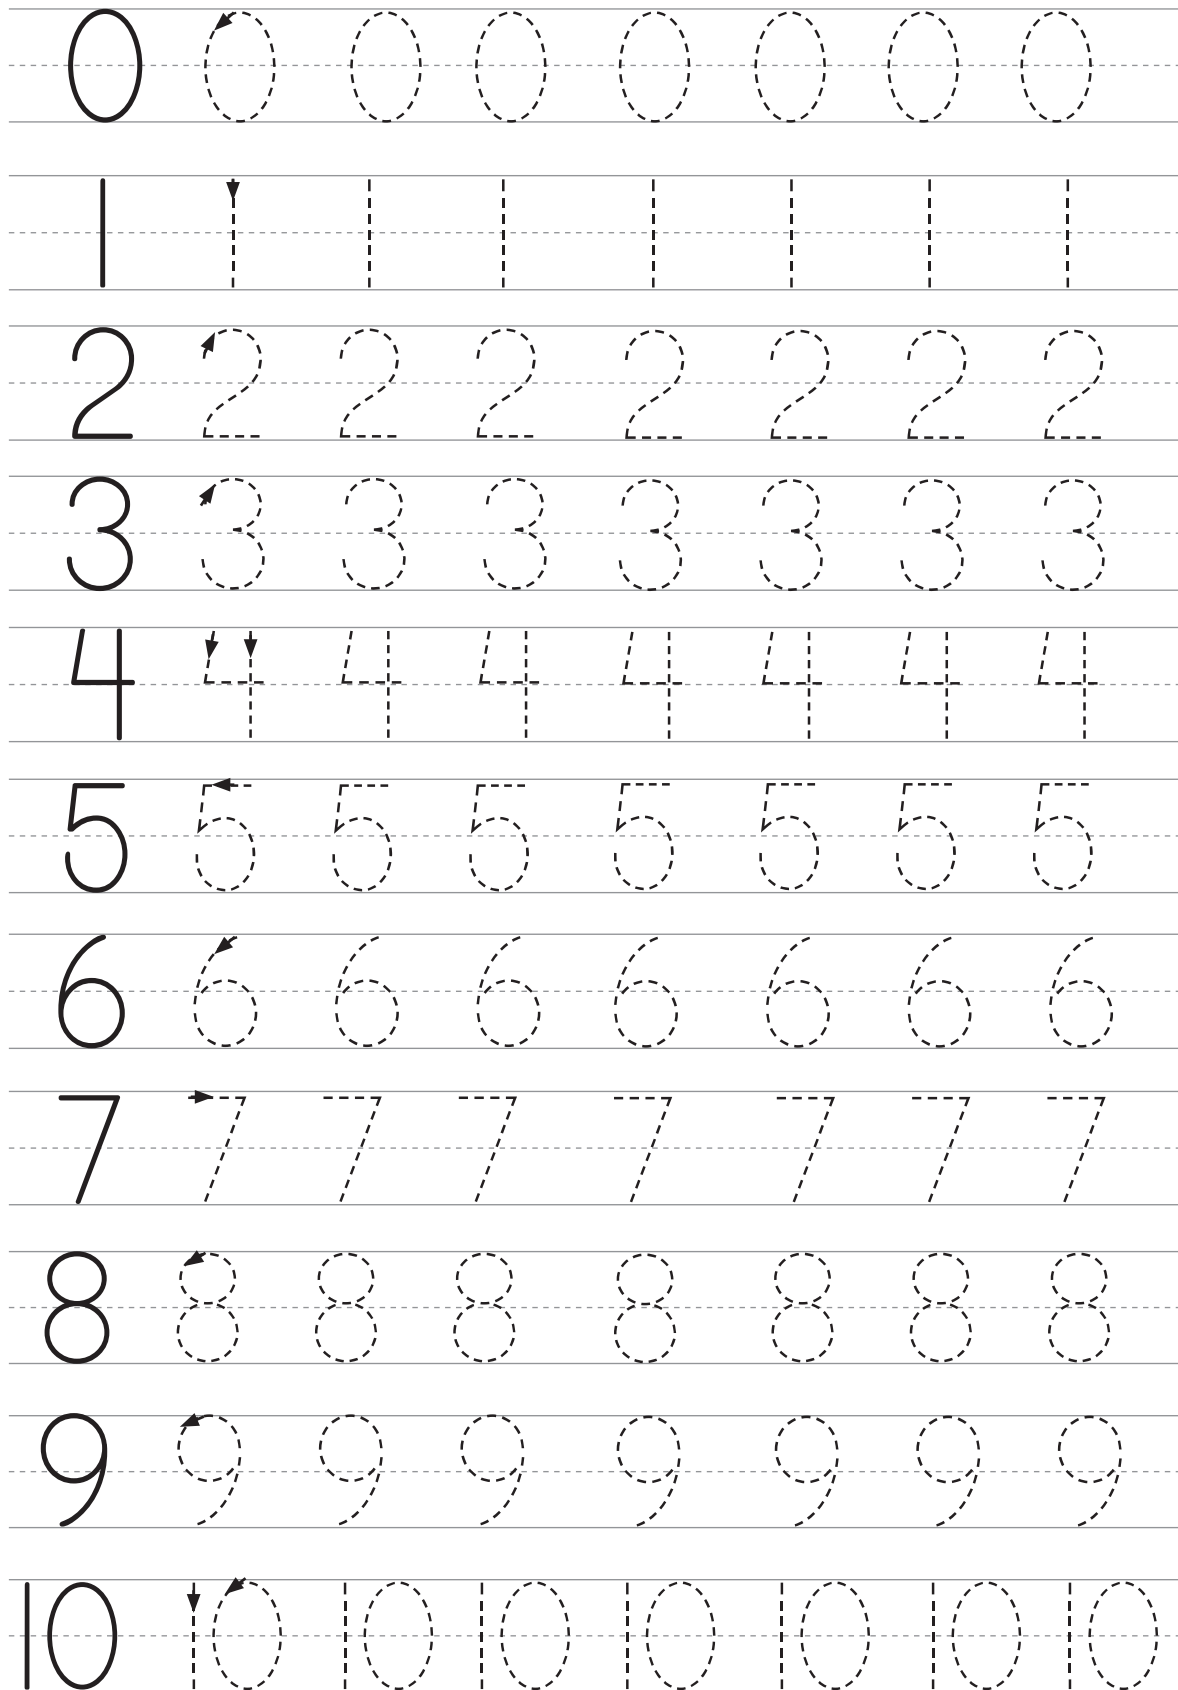 0 0 0 0 0 0 0 0
1 1 1 1 1 1 1 1
2 2 2 2 2 2 2 2
3 3 3 3 3 3 3 3
4 4 4 4 4 4 4 4
5 5 5 5 5 5 5 5
6 6 6 6 6 6 6 6
7 7 7 7 7 7 7 7
8 8 8 8 8 8 8 8
9 9 9 9 9 9 9 9
10 10 10 10 10 10 10 10